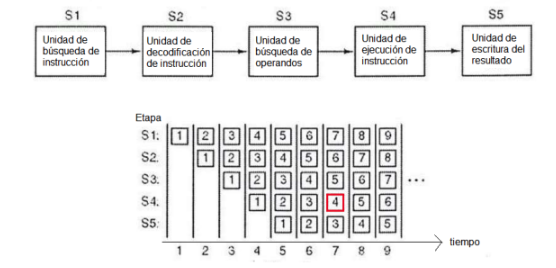 S1 S2 S3 S4 S5
Unidad de búsqueda de instrucción
Unidad de decodificación de instrucción
Unidad de búsqueda de operandos
Unidad de ejecución de instrucción
Unidad de escritura del resultado
Etapa
S1: 1 2 3 4 5 6 7 8 9
S2. 1 2 3 4 5 6 7 8
S3. 1 2 3 4 5 6 7 ...
S4. 1 2 3 4 5 6
S5: 1 2 3 4 5
1 2 3 4 5 6 7 8 9 tiempo